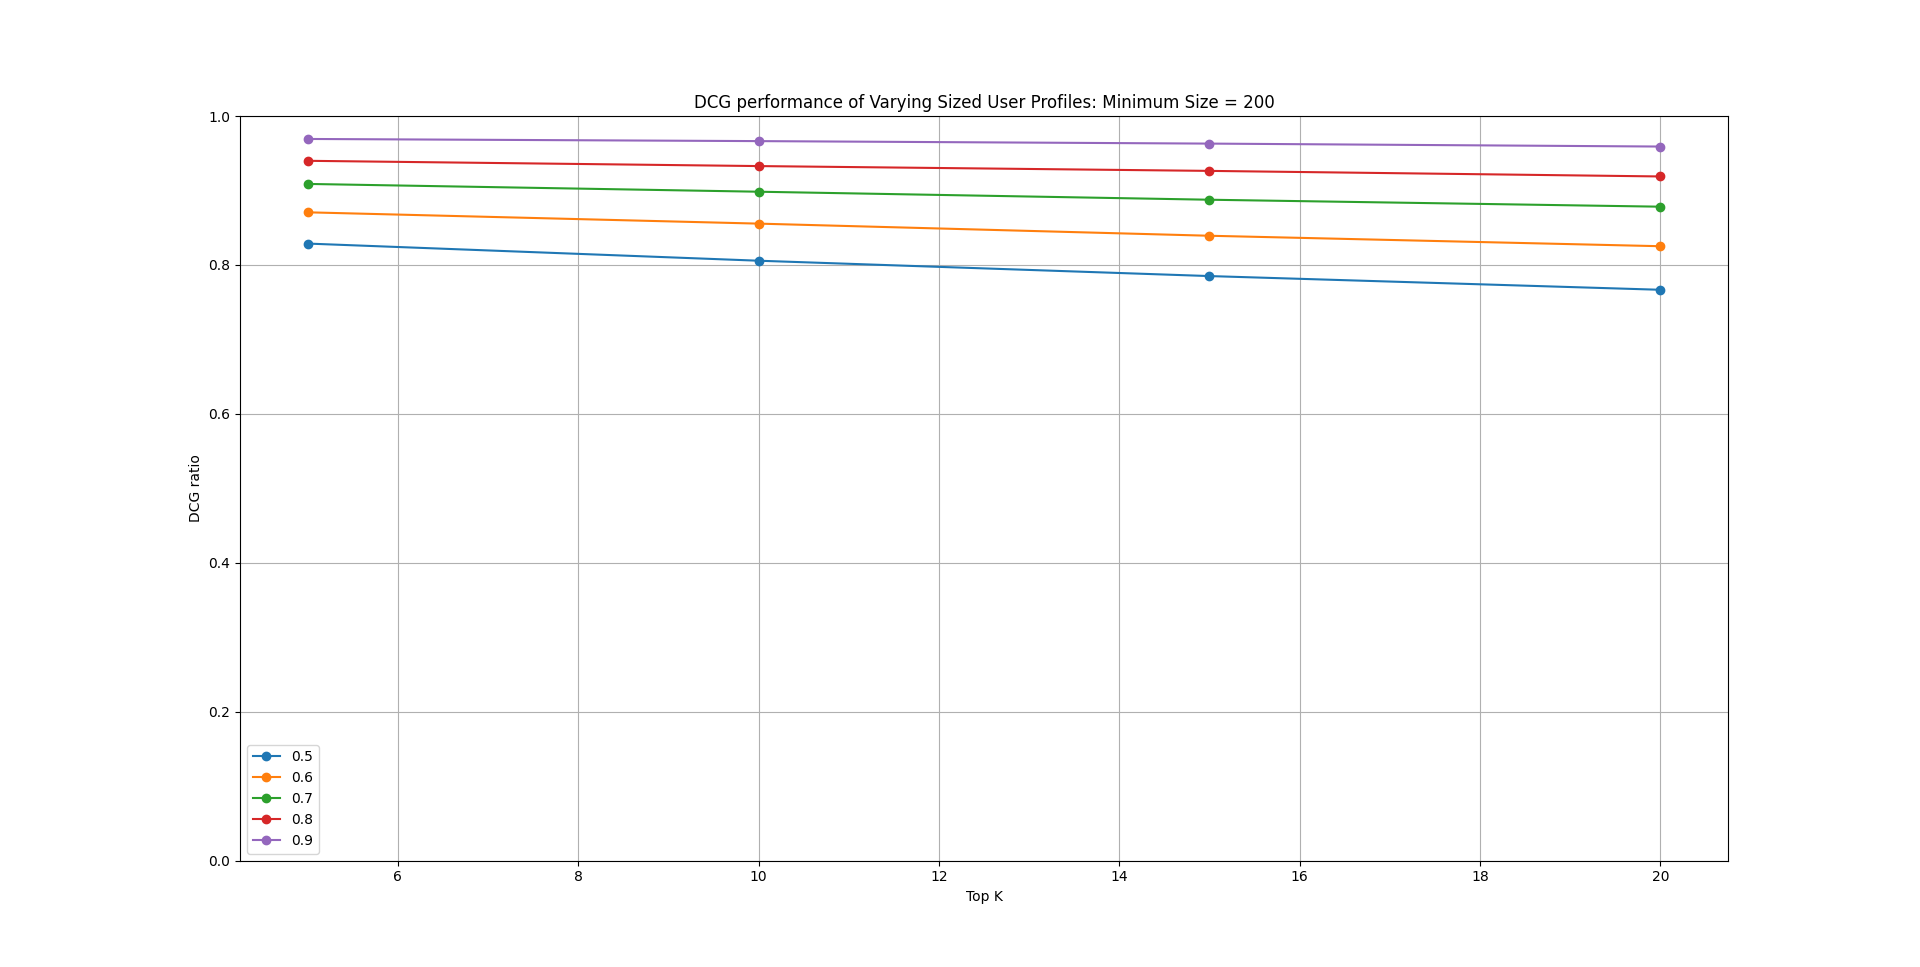 DCG performance of Varying Sized User Profiles: Minimum Size = 200
1.0
0.8
0.6
0.4
0.2
0.0
DCG ratio
0.5
0.6
0.7
0.8
0.9
6 8 10 12 14 16 18 20
Top K